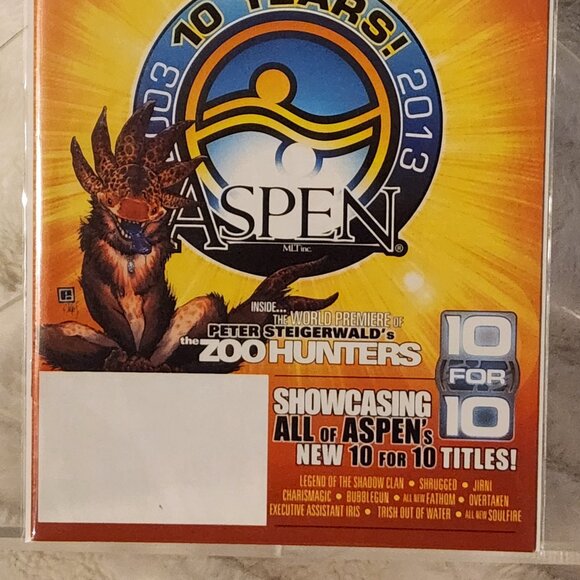 10 YEARS!
2003
2013
ASPEN
MLT inc.
®
INSIDE...
THE WORLD PREMIERE OF
PETER STEIGERWALD's
the ZOO HUNTERS
10
FOR
10
SHOWCASING
ALL OF ASPEN's
NEW 10 FOR 10 TITLES!
LEGEND OF THE SHADOW CLAN • SHRUGGED • JIRNI
CHARISMAGIC • BUBBLEGUN • ALL NEW FATHOM • OVERTAKEN
EXECUTIVE ASSISTANT IRIS • TRISH OUT OF WATER • ALL NEW SOULFIRE